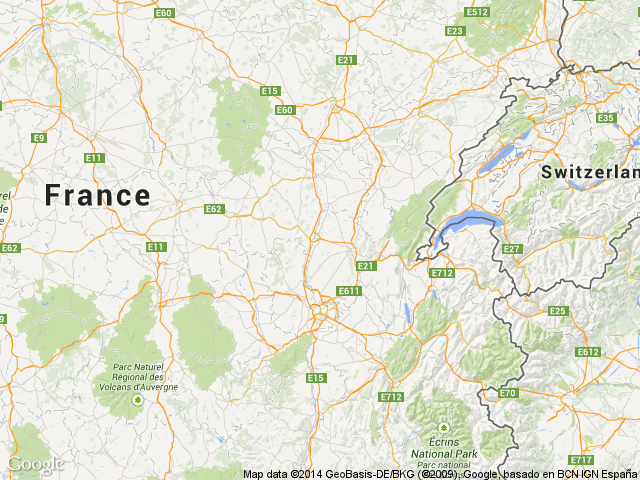 E60
E512
E23
E21
E15
E60
E35
E9
E11
Switzerlan
France
E62
E11
E27
E62
E21
E712
E611
E25
E9
E612
Parc Naturel
Régional des
Volcans d'Auvergne
E15
E712
E70
Écrins
National Park
Parc national
E717
Google
Map data ©2014 GeoBasis-DE/BKG (©2009), Google, basado en BCN IGN España